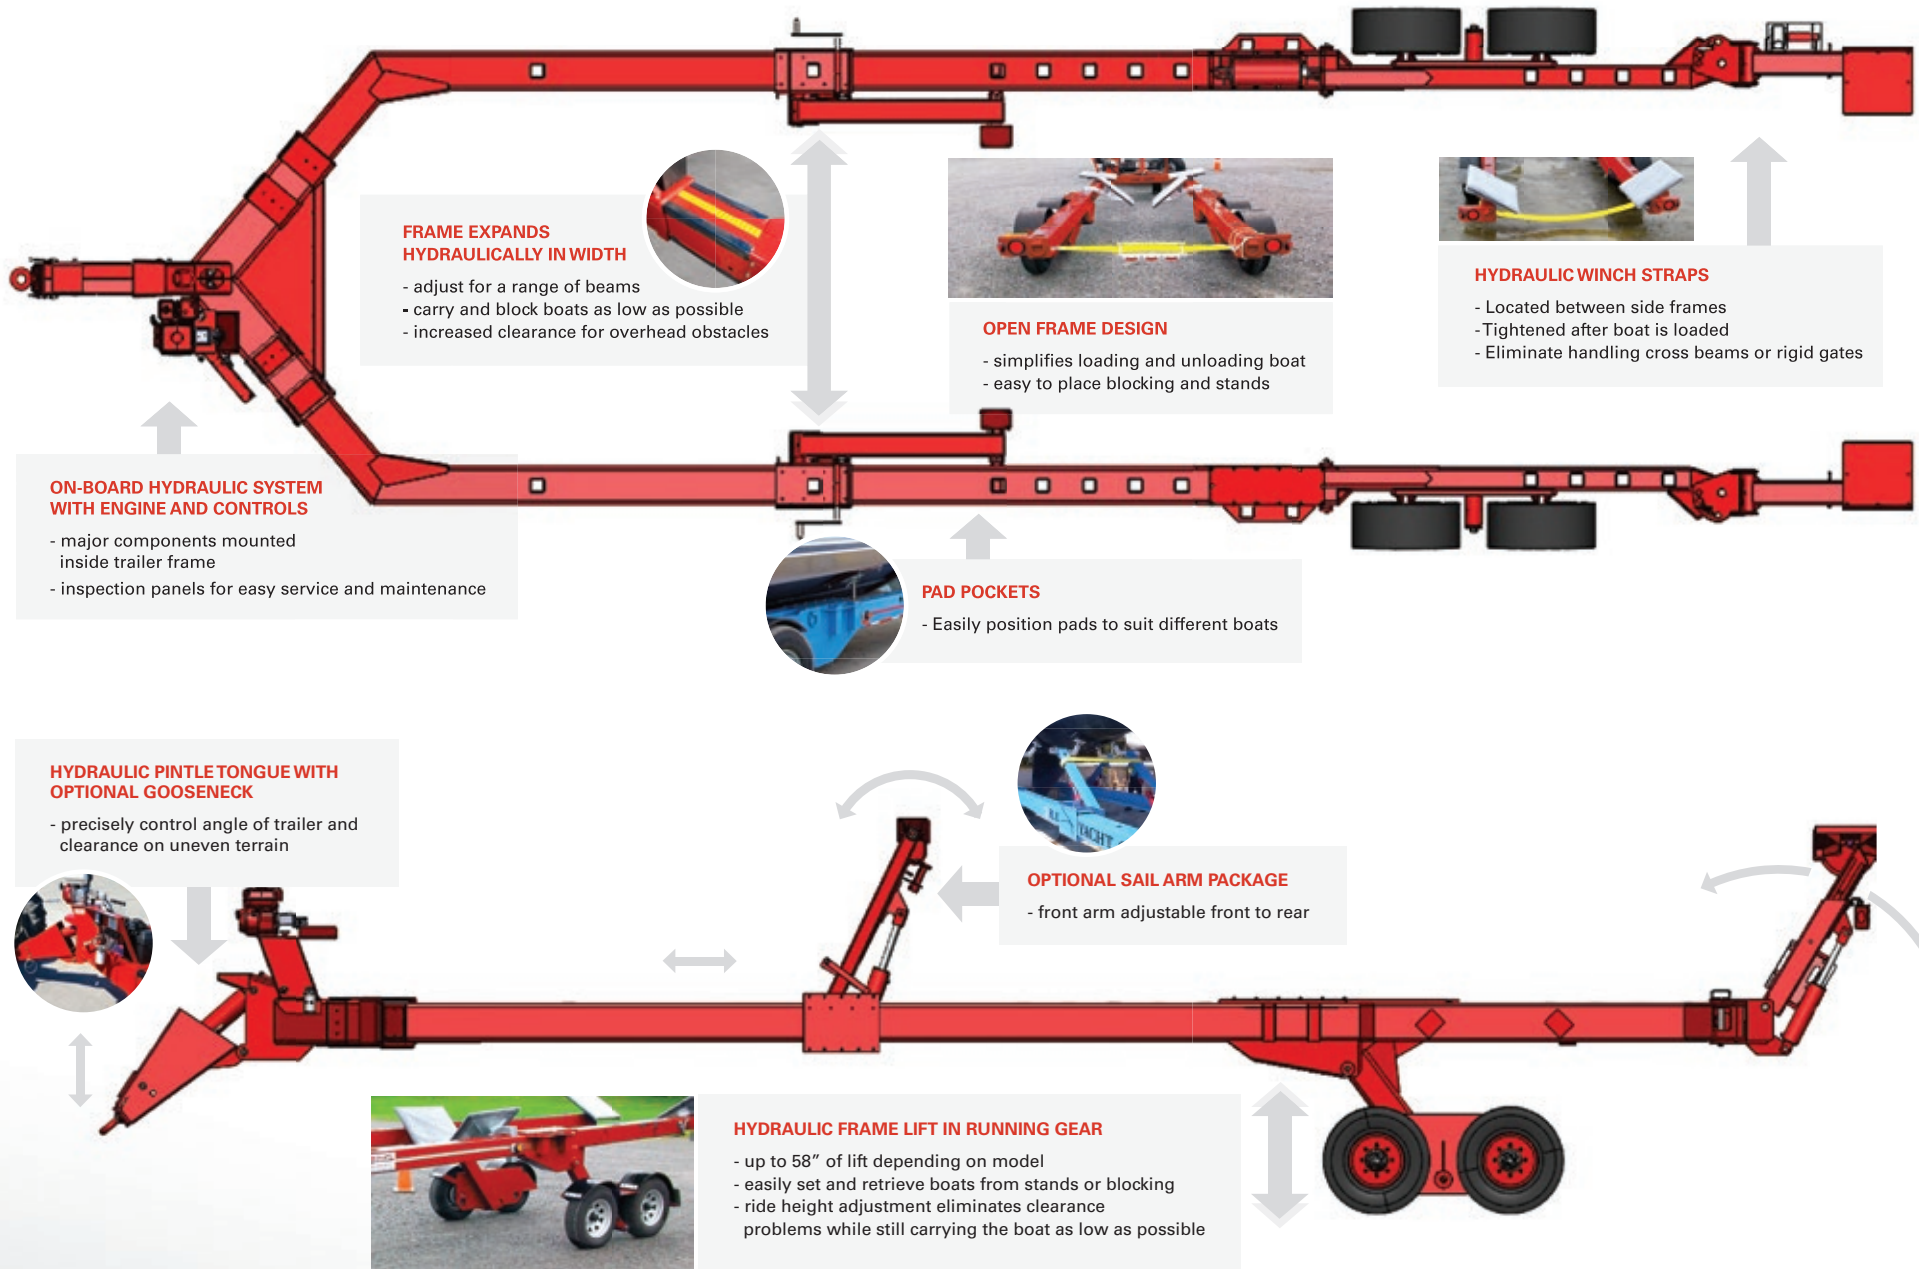 FRAME EXPANDS
HYDRAULICALLY IN WIDTH
- adjust for a range of beams
- carry and block boats as low as possible
- increased clearance for overhead obstacles
OPEN FRAME DESIGN
- simplifies loading and unloading boat
- easy to place blocking and stands
HYDRAULIC WINCH STRAPS
- Located between side frames
- Tightened after boat is loaded
- Eliminate handling cross beams or rigid gates
ON-BOARD HYDRAULIC SYSTEM
WITH ENGINE AND CONTROLS
- major components mounted
inside trailer frame
- inspection panels for easy service and maintenance
PAD POCKETS
- Easily position pads to suit different boats
HYDRAULIC PINTLE TONGUE WITH
OPTIONAL GOOSENECK
- precisely control angle of trailer and
clearance on uneven terrain
YACHT
OPTIONAL SAIL ARM PACKAGE
- front arm adjustable front to rear
HYDRAULIC FRAME LIFT IN RUNNING GEAR
- up to 58” of lift depending on model
- easily set and retrieve boats from stands or blocking
- ride height adjustment eliminates clearance
problems while still carrying the boat as low as possible